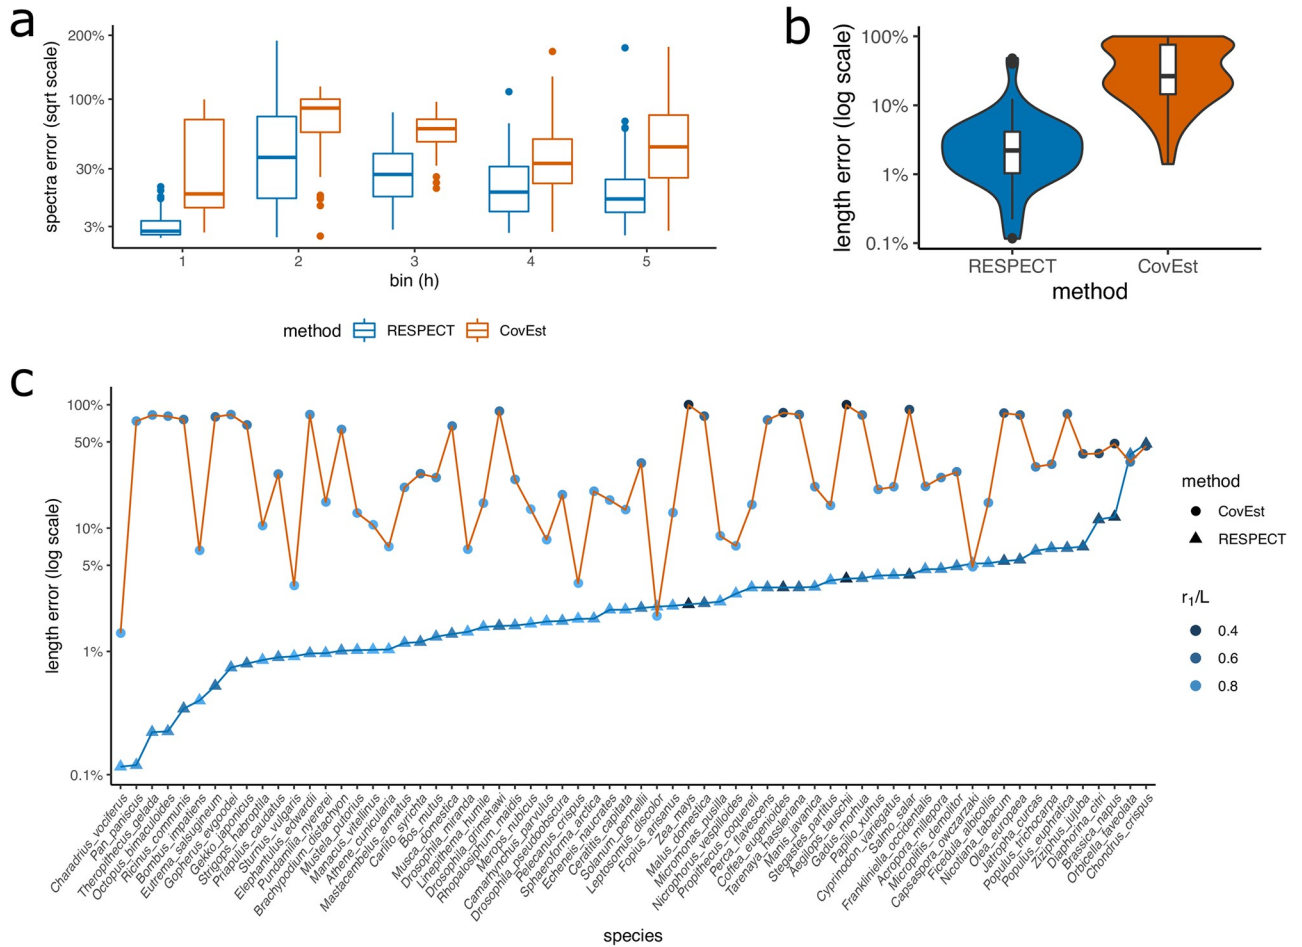 a
spectra error (sqrt scale)
200%
100%
30%
3%
1
2
3
4
5
bin (h)
method
RESPECT
CovEst
b
length error (log scale)
100%
10%
1%
0.1%
RESPECT
CovEst
method
c
length error (log scale)
100%
50%
10%
5%
1%
0.1%
Charadrius_vociferus
Pan_paniscus
Theropithecus_gelada
Octopus_bimaculoides
Ricinus_communis
Bombus_impatiens
Eutrema_salsugineum
Gopherus_evgoodei
Gekko_japonicus
Strigops_habroptila
Priapulus_caudatus
Sturnus_vulgaris
Elephantulus_edwardii
Pundamilia_nyererei
Brachypodium_distachyon
Mustela_putorius
Manacus_vitellinus
Athene_cunicularia
Mastacembelus_armatus
Carlito_syrichta
Bos_mutus
Musca_domestica
Drosophila_miranda
Linepithema_humile
Drosophila_grimshawi
Rhopalosiphum_maidis
Merops_nubicus
Camarhynchus_parvulus
Drosophila_pseudoobscura
Pelecanus_crispus
Sphaeroforma_arctica
Echeneis_naucrates
Ceratitis_capitata
Solanum_pennellii
Leptosomus_discolor
Fopius_arisanus
Zea_mays
Malus_domestica
Micromonas_pusilla
Nicrophorus_vespilloides
Propithecus_coquereli
Perca_flavescens
Coffea_eugenioides
Tarenaya_hassleriana
Manis_javanica
Stegastes_partitus
Aegilops_tauschii
Gadus_morhua
Papilio_xuthus
Cyprinodon_variegatus
Salmo_salar
Frankliniella_occidentalis
Acropora_millepora
Microplitis_demolitor
Capsaspora_owczarzaki
Ficedula_albicollis
Nicotiana_tabacum
Olea_europaea
Jatropha_curcas
Populus_trichocarpa
Populus_euphratica
Ziziphus_jujuba
Diaphorina_citri
Brassica_napus
Orbicella_faveolata
Chondrus_crispus
species
method
CovEst
RESPECT
r₁/L
0.4
0.6
0.8